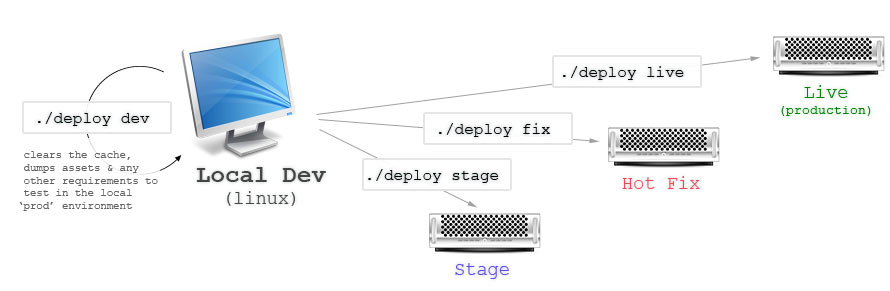 ./deploy live
Live
(production)
./deploy dev
./deploy fix
clears the cache,
dumps assets & any
other requirements to
test in the local
‘prod’ environment
Local Dev
(linux)
./deploy stage
Hot Fix
Stage